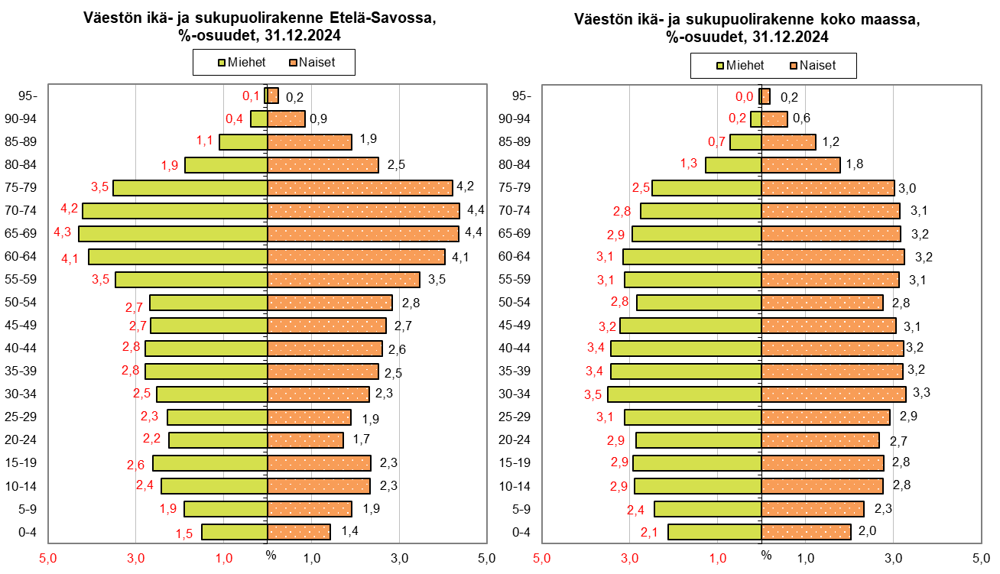 Väestön ikä- ja sukupuolirakenne Etelä-Savossa,
%-osuudet, 31.12.2024
Miehet Naiset
95- 0,1 0,2
90-94 0,4 0,9
85-89 1,1 1,9
80-84 1,9 2,5
75-79 3,5 4,2
70-74 4,2 4,4
65-69 4,3 4,4
60-64 4,1 4,1
55-59 3,5 3,5
50-54 2,7 2,8
45-49 2,7 2,7
40-44 2,8 2,6
35-39 2,8 2,5
30-34 2,5 2,3
25-29 2,3 1,9
20-24 2,2 1,7
15-19 2,6 2,3
10-14 2,4 2,3
5-9 1,9 1,9
0-4 1,5 1,4
5,0 3,0 1,0 % 1,0 3,0 5,0
Väestön ikä- ja sukupuolirakenne koko maassa,
%-osuudet, 31.12.2024
Miehet Naiset
95- 0,0 0,2
90-94 0,2 0,6
85-89 0,7 1,2
80-84 1,3 1,8
75-79 2,5 3,0
70-74 2,8 3,1
65-69 2,9 3,2
60-64 3,1 3,2
55-59 3,1 3,1
50-54 2,8 2,8
45-49 3,2 3,1
40-44 3,4 3,2
35-39 3,4 3,2
30-34 3,5 3,3
25-29 3,1 2,9
20-24 2,9 2,7
15-19 2,9 2,8
10-14 2,9 2,8
5-9 2,4 2,3
0-4 2,1 2,0
5,0 3,0 1,0 % 1,0 3,0 5,0